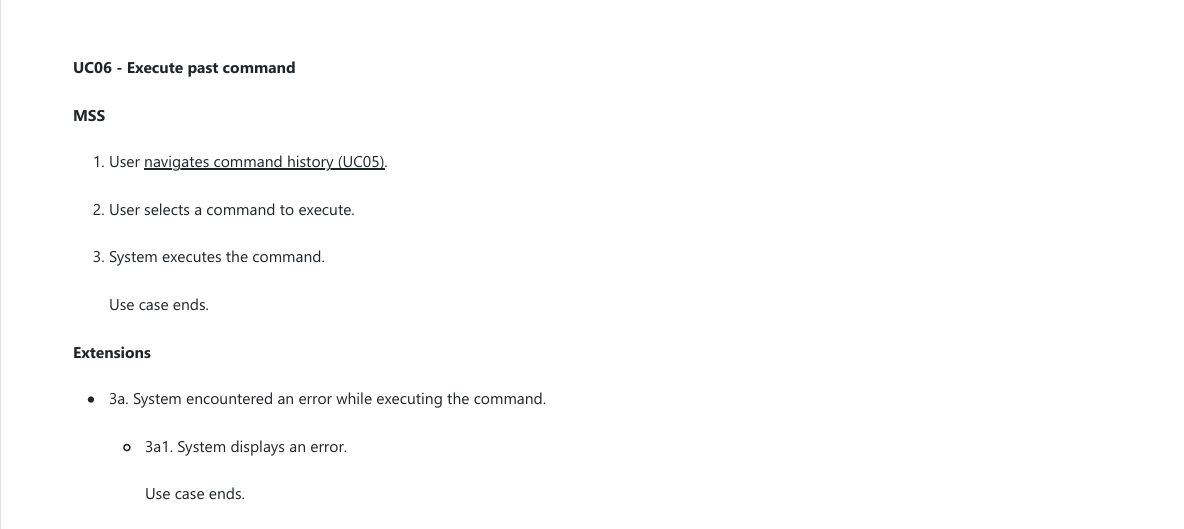 UC06 - Execute past command
MSS
1. User navigates command history (UC05).
2. User selects a command to execute.
3. System executes the command.
Use case ends.
Extensions
● 3a. System encountered an error while executing the command.
○ 3a1. System displays an error.
Use case ends.